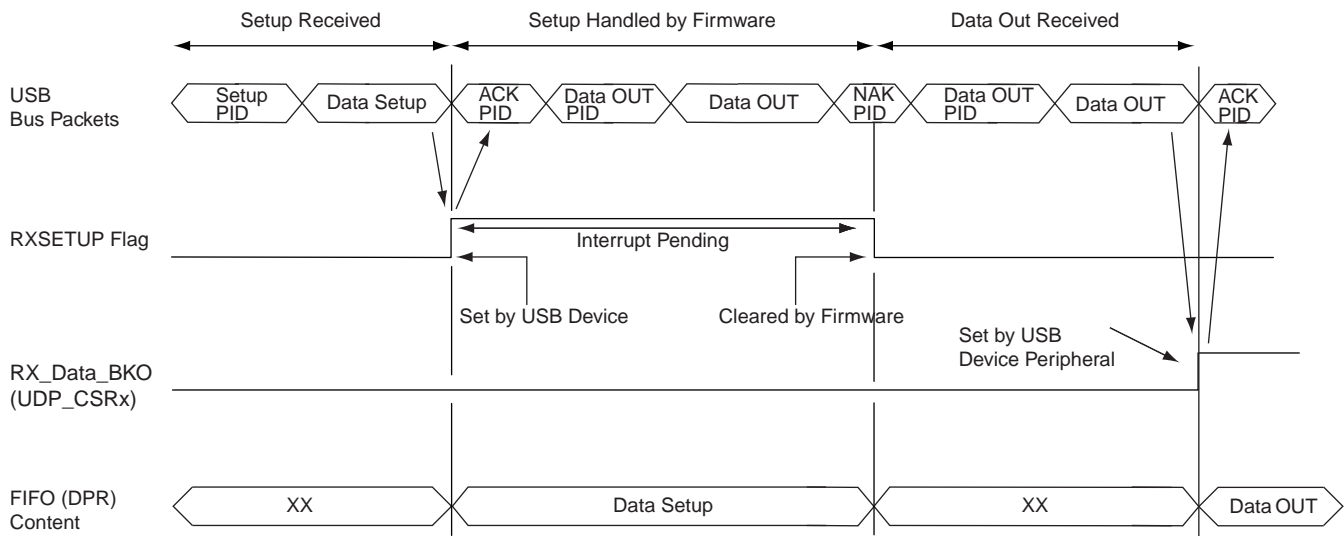 Setup Received
Setup Handled by Firmware
Data Out Received
USB
Bus Packets
Setup
PID
Data Setup
ACK
PID
Data OUT
PID
Data OUT
NAK
PID
Data OUT
PID
Data OUT
ACK
PID
RXSETUP Flag
Interrupt Pending
Set by USB Device
Cleared by Firmware
Set by USB
Device Peripheral
RX_Data_BKO
(UDP_CSRx)
FIFO (DPR)
Content
XX
Data Setup
XX
Data OUT